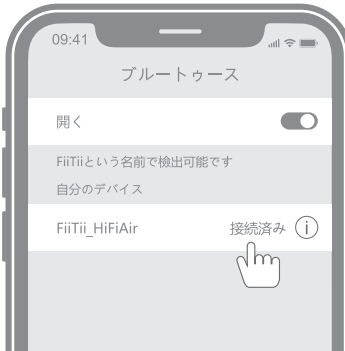 09:41
ブルートゥース
開く
FiiTiiという名前で検出可能です
自分のデバイス
FiiTii_HiFiAir 接続済み i